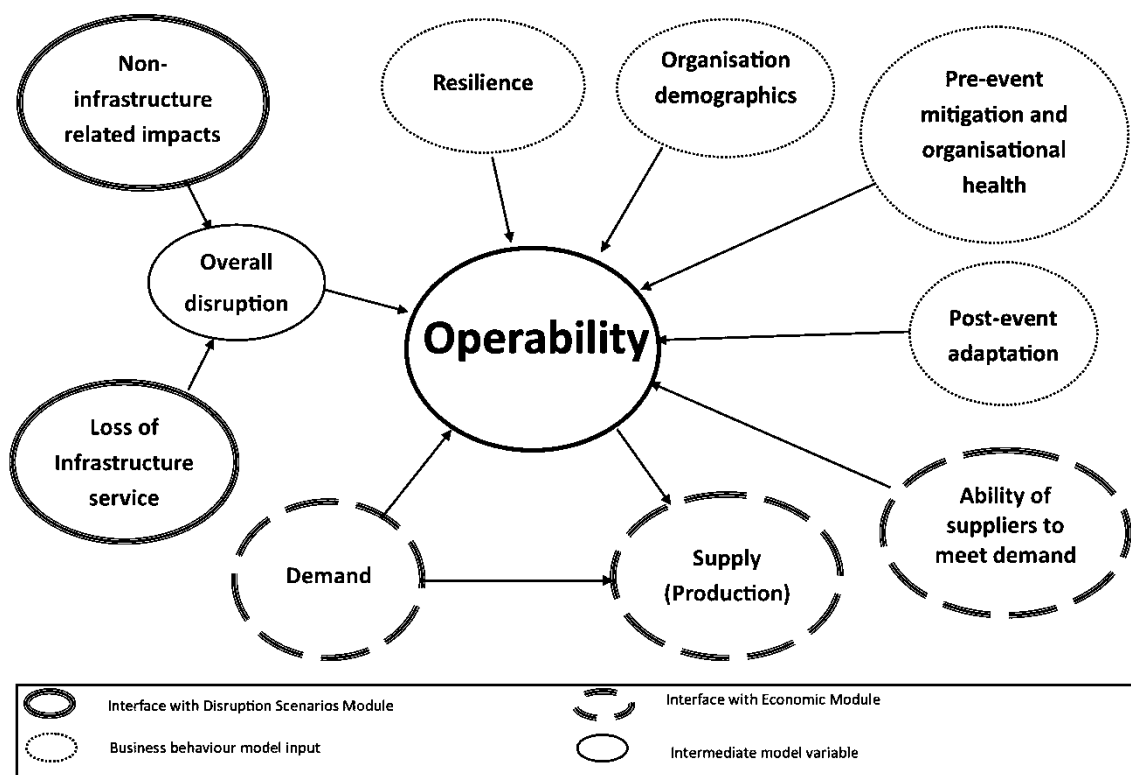 Non-
infrastructure
related impacts
Resilience
Organisation
demographics
Pre-event
mitigation and
organisational
health
Overall
disruption
Operability
Post-event
adaptation
Loss of
Infrastructure
service
Demand
Supply
(Production)
Ability of
suppliers to
meet demand
Interface with Disruption Scenarios Module
Interface with Economic Module
Business behaviour model input
Intermediate model variable